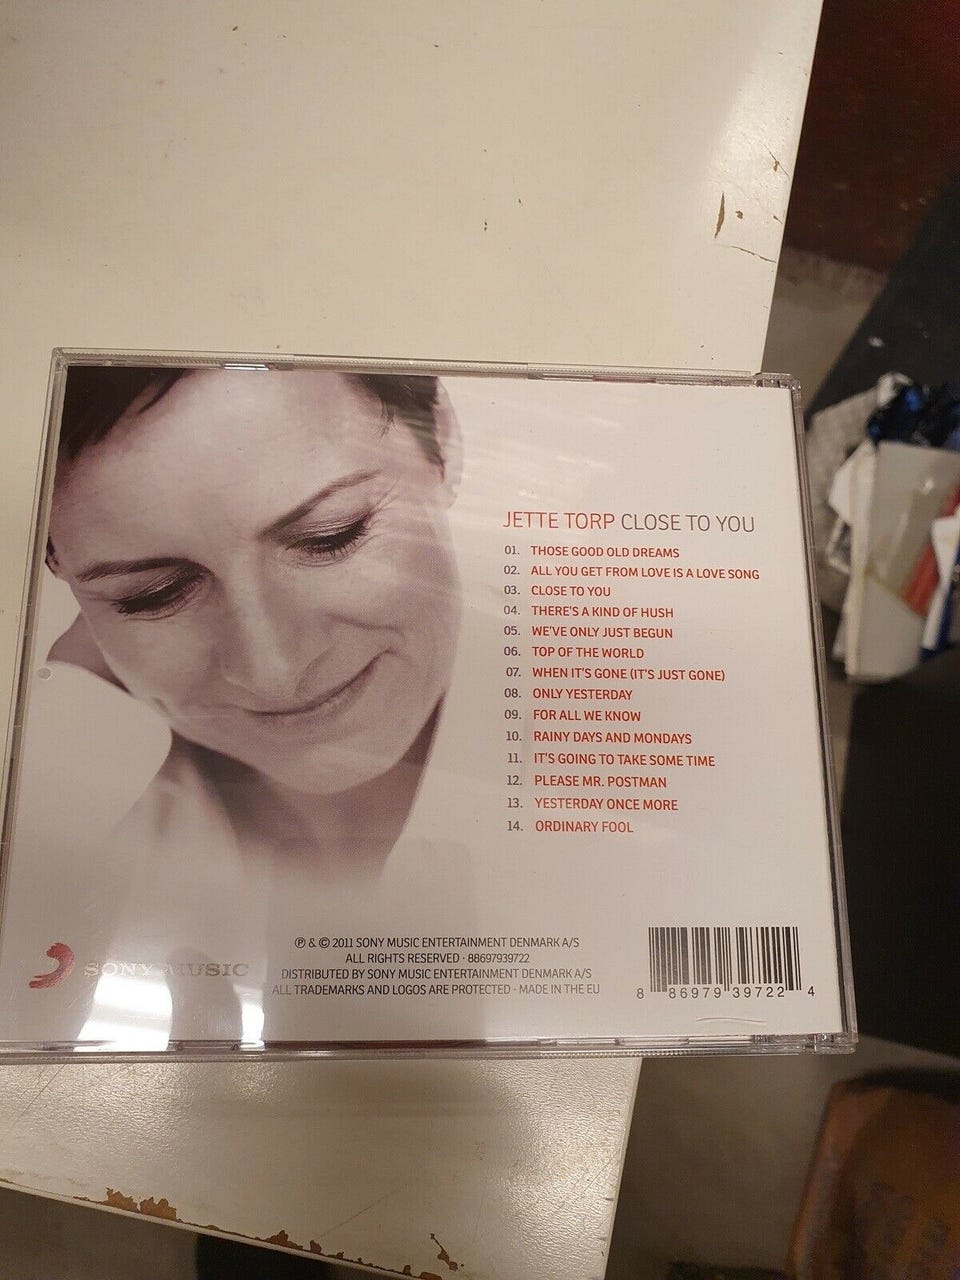 JETTE TORP CLOSE TO YOU
01. THOSE GOOD OLD DREAMS
02. ALL YOU GET FROM LOVE IS A LOVE SONG
03. CLOSE TO YOU
04. THERE'S A KIND OF HUSH
05. WE'VE ONLY JUST BEGUN
06. TOP OF THE WORLD
07. WHEN IT'S GONE (IT'S JUST GONE)
08. ONLY YESTERDAY
09. FOR ALL WE KNOW
10. RAINY DAYS AND MONDAYS
11. IT'S GOING TO TAKE SOME TIME
12. PLEASE MR. POSTMAN
13. YESTERDAY ONCE MORE
14. ORDINARY FOOL
SONY MUSIC
℗ & © 2011 SONY MUSIC ENTERTAINMENT DENMARK A/S
ALL RIGHTS RESERVED · 88697939722
DISTRIBUTED BY SONY MUSIC ENTERTAINMENT DENMARK A/S
ALL TRADEMARKS AND LOGOS ARE PROTECTED · MADE IN THE EU
8 86979 39722 4